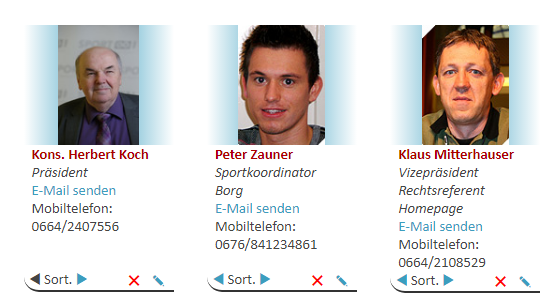 Kons. Herbert Koch
Präsident
E-Mail senden
Mobiltelefon:
0664/2407556
Sort.
Peter Zauner
Sportkoordinator
Borg
E-Mail senden
Mobiltelefon:
0676/841234861
Sort.
Klaus Mitterhauser
Vizepräsident
Rechtsreferent
Homepage
E-Mail senden
Mobiltelefon:
0664/2108529
Sort.